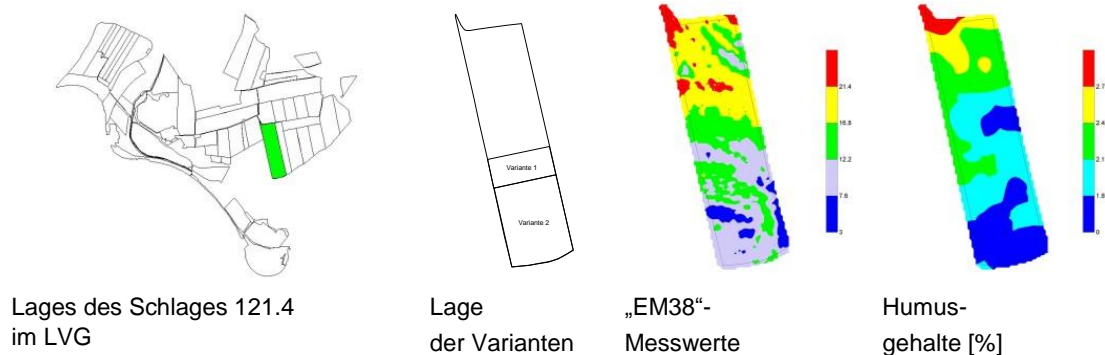 Variante 1
Variante 2
21.4
16.8
12.2
7.6
3
2.7
2.4
2.1
1.8
0
Lages des Schlages 121.4
im LVG
Lage
der Varianten
„EM38“-
Messwerte
Humus-
gehalte [%]